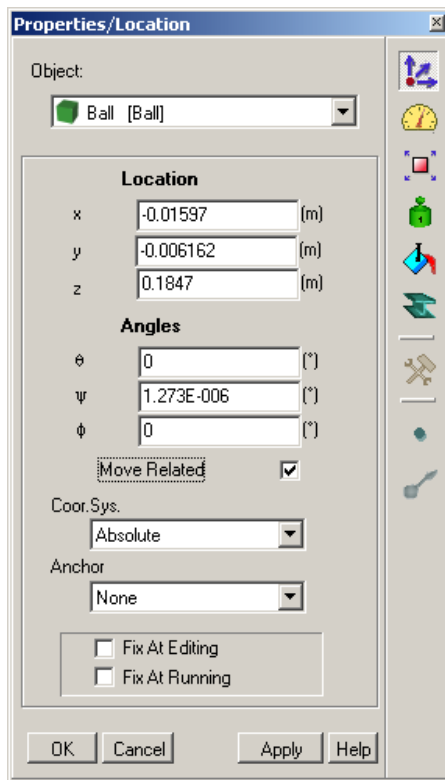 Properties/Location
Object:
Ball [Ball]
Location
x -0.01597 (m)
y -0.006162 (m)
z 0.1847 (m)
Angles
θ 0 (°)
ψ 1.273E-006 (°)
ϕ 0 (°)
Move Related
Coor.Sys.
Absolute
Anchor
None
Fix At Editing
Fix At Running
OK Cancel Apply Help
1